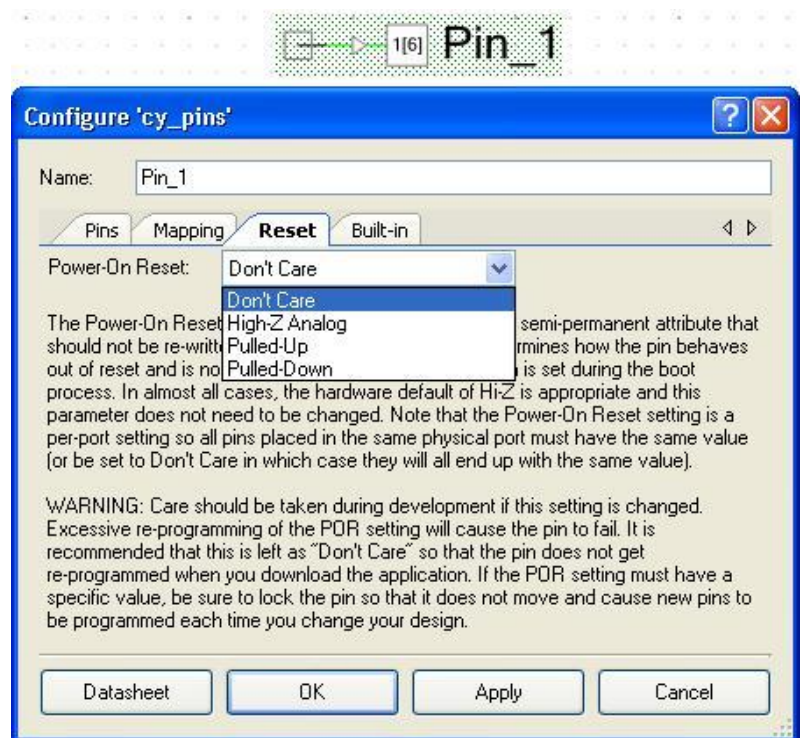 1[6] Pin_1
Configure 'cy_pins'
Name: Pin_1
Pins Mapping Reset Built-in
Power-On Reset: Don't Care
Don't Care
High-Z Analog
Pulled-Up
Pulled-Down
The Power-On Reset semi-permanent attribute that
should not be re-writt rmines how the pin behaves
out of reset and is no is set during the boot
process. In almost all cases, the hardware default of Hi-Z is appropriate and this
parameter does not need to be changed. Note that the Power-On Reset setting is a
per-port setting so all pins placed in the same physical port must have the same value
(or be set to Don't Care in which case they will all end up with the same value).
WARNING: Care should be taken during development if this setting is changed.
Excessive re-programming of the POR setting will cause the pin to fail. It is
recommended that this is left as "Don't Care" so that the pin does not get
re-programmed when you download the application. If the POR setting must have a
specific value, be sure to lock the pin so that it does not move and cause new pins to
be programmed each time you change your design.
Datasheet OK Apply Cancel